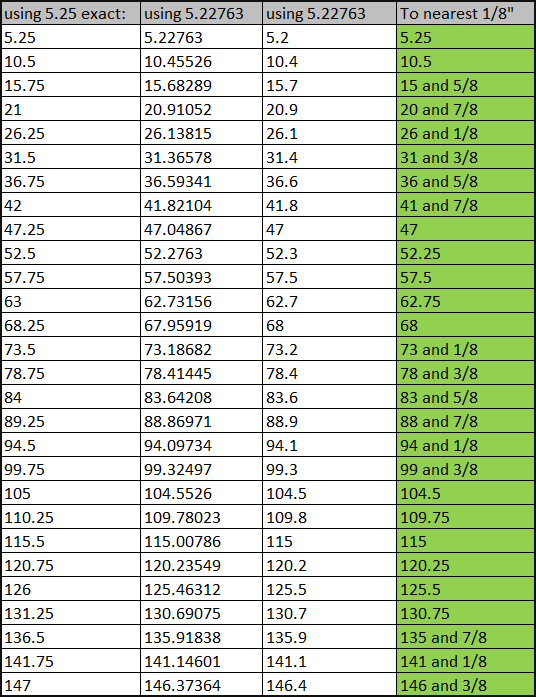 using 5.25 exact: using 5.22763 using 5.22763 To nearest 1/8"
5.25 5.22763 5.2 5.25
10.5 10.45526 10.4 10.5
15.75 15.68289 15.7 15 and 5/8
21 20.91052 20.9 20 and 7/8
26.25 26.13815 26.1 26 and 1/8
31.5 31.36578 31.4 31 and 3/8
36.75 36.59341 36.6 36 and 5/8
42 41.82104 41.8 41 and 7/8
47.25 47.04867 47 47
52.5 52.2763 52.3 52.25
57.75 57.50393 57.5 57.5
63 62.73156 62.7 62.75
68.25 67.95919 68 68
73.5 73.18682 73.2 73 and 1/8
78.75 78.41445 78.4 78 and 3/8
84 83.64208 83.6 83 and 5/8
89.25 88.86971 88.9 88 and 7/8
94.5 94.09734 94.1 94 and 1/8
99.75 99.32497 99.3 99 and 3/8
105 104.5526 104.5 104.5
110.25 109.78023 109.8 109.75
115.5 115.00786 115 115
120.75 120.23549 120.2 120.25
126 125.46312 125.5 125.5
131.25 130.69075 130.7 130.75
136.5 135.91838 135.9 135 and 7/8
141.75 141.14601 141.1 141 and 1/8
147 146.37364 146.4 146 and 3/8